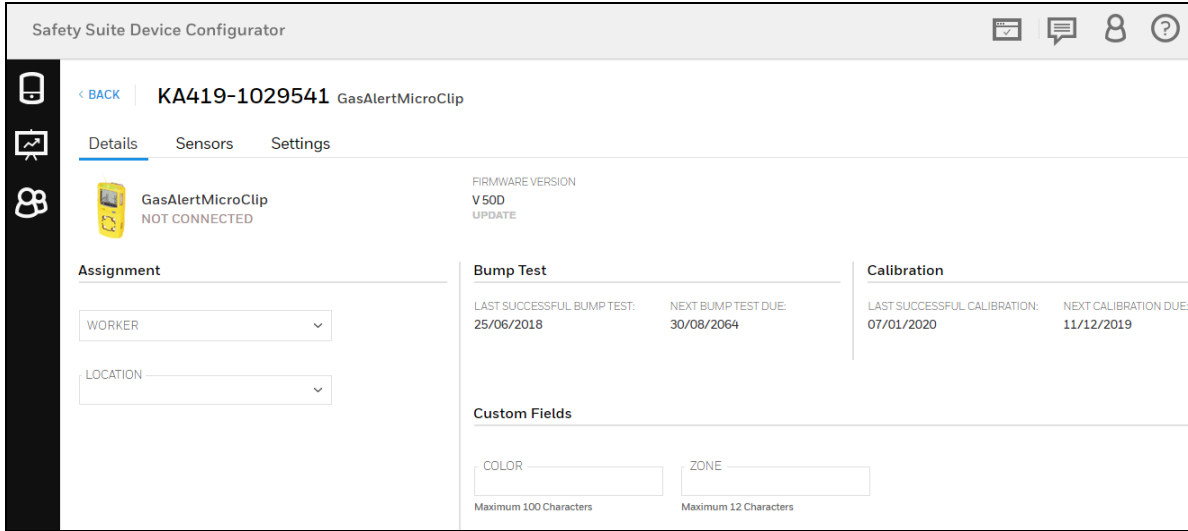 Safety Suite Device Configurator
?
< BACK KA419-1029541 GasAlertMicroClip
Details Sensors Settings
GasAlertMicroClip
NOT CONNECTED
FIRMWARE VERSION
V 50D
UPDATE
Assignment
WORKER
LOCATION
Bump Test
LAST SUCCESSFUL BUMP TEST: NEXT BUMP TEST DUE:
25/06/2018 30/08/2064
Calibration
LAST SUCCESSFUL CALIBRATION: NEXT CALIBRATION DUE:
07/01/2020 11/12/2019
Custom Fields
COLOR ZONE
Maximum 100 Characters Maximum 12 Characters